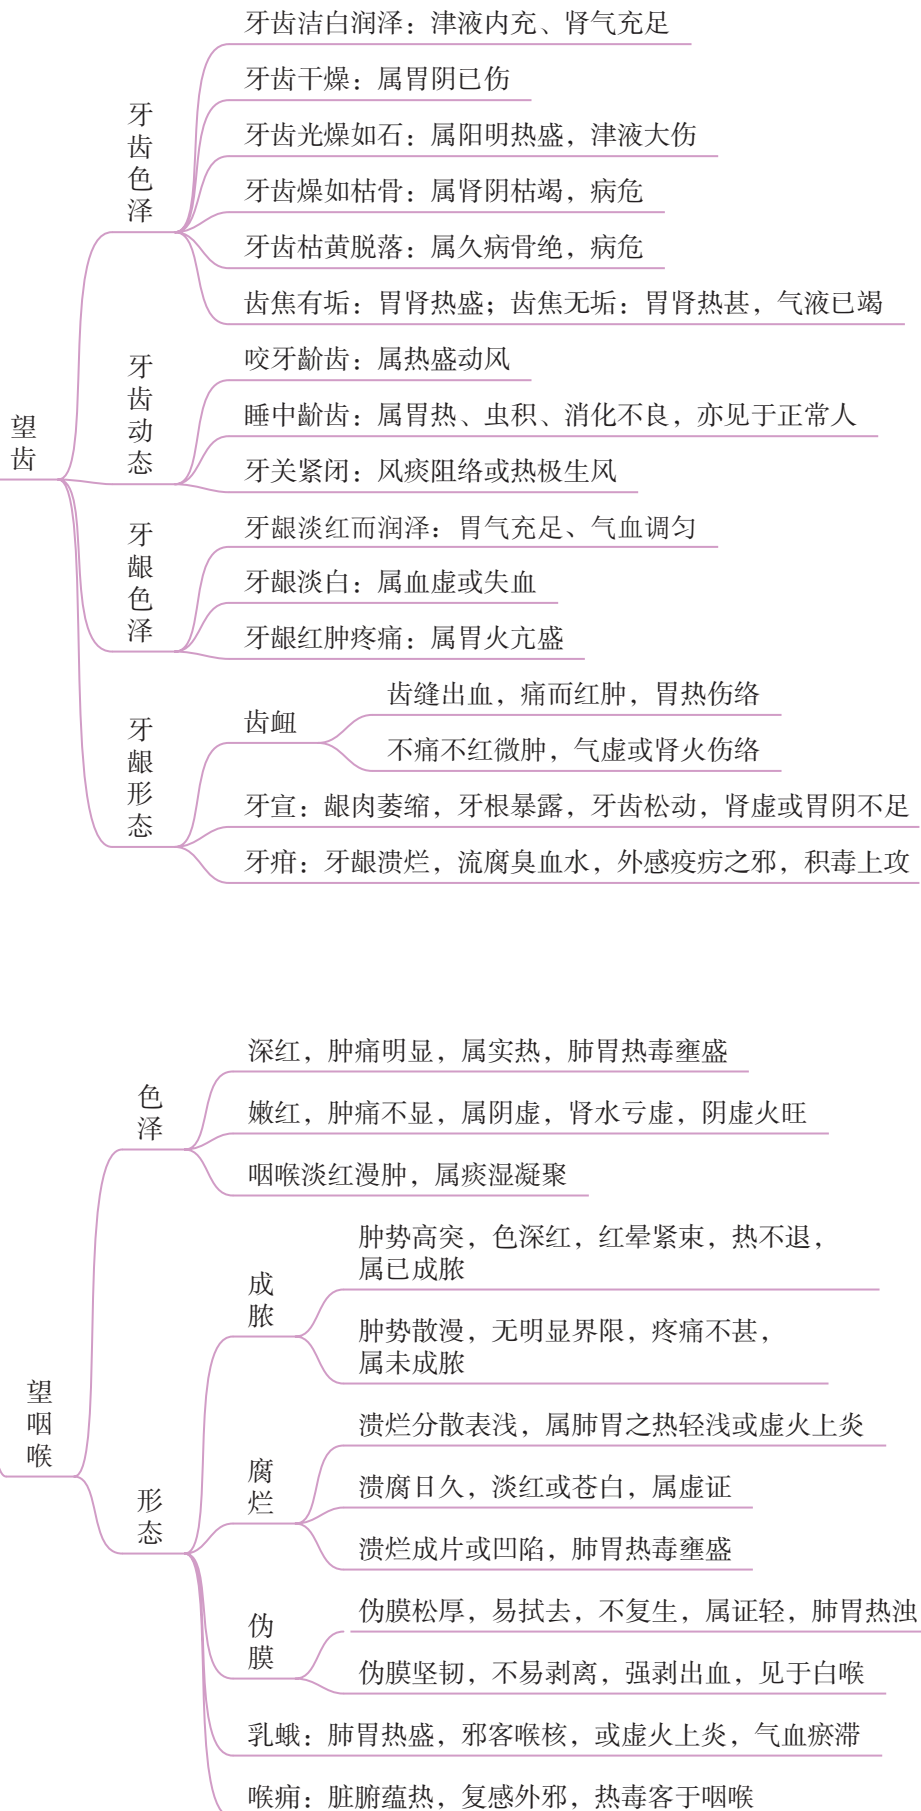 望齿
牙齿色泽
牙齿洁白润泽：津液内充、肾气充足
牙齿干燥：属胃阴已伤
牙齿光燥如石：属阳明热盛，津液大伤
牙齿燥如枯骨：属肾阴枯竭，病危
牙齿枯黄脱落：属久病骨绝，病危
齿焦有垢：胃肾热盛；齿焦无垢：胃肾热甚，气液已竭
牙齿动态
咬牙齘齿：属热盛动风
睡中齘齿：属胃热、虫积、消化不良，亦见于正常人
牙关紧闭：风痰阻络或热极生风
牙龈色泽
牙龈淡红而润泽：胃气充足、气血调匀
牙龈淡白：属血虚或失血
牙龈红肿疼痛：属胃火亢盛
牙龈形态
齿衄
齿缝出血，痛而红肿，胃热伤络
不痛不红微肿，气虚或肾火伤络
牙宣：龈肉萎缩，牙根暴露，牙齿松动，肾虚或胃阴不足
牙疳：牙龈溃烂，流腐臭血水，外感疫疠之邪，积毒上攻
望咽喉
色泽
深红，肿痛明显，属实热，肺胃热毒壅盛
嫩红，肿痛不显，属阴虚，肾水亏虚，阴虚火旺
咽喉淡红漫肿，属痰湿凝聚
形态
成脓
肿势高突，色深红，红晕紧束，热不退，
属已成脓
肿势散漫，无明显界限，疼痛不甚，
属未成脓
腐烂
溃烂分散表浅，属肺胃之热轻浅或虚火上炎
溃腐日久，淡红或苍白，属虚证
溃烂成片或凹陷，肺胃热毒壅盛
伪膜
伪膜松厚，易拭去，不复生，属证轻，肺胃热浊
伪膜坚韧，不易剥离，强剥出血，见于白喉
乳蛾：肺胃热盛，邪客喉核，或虚火上炎，气血瘀滞
喉痈：脏腑蕴热，复感外邪，热毒客于咽喉